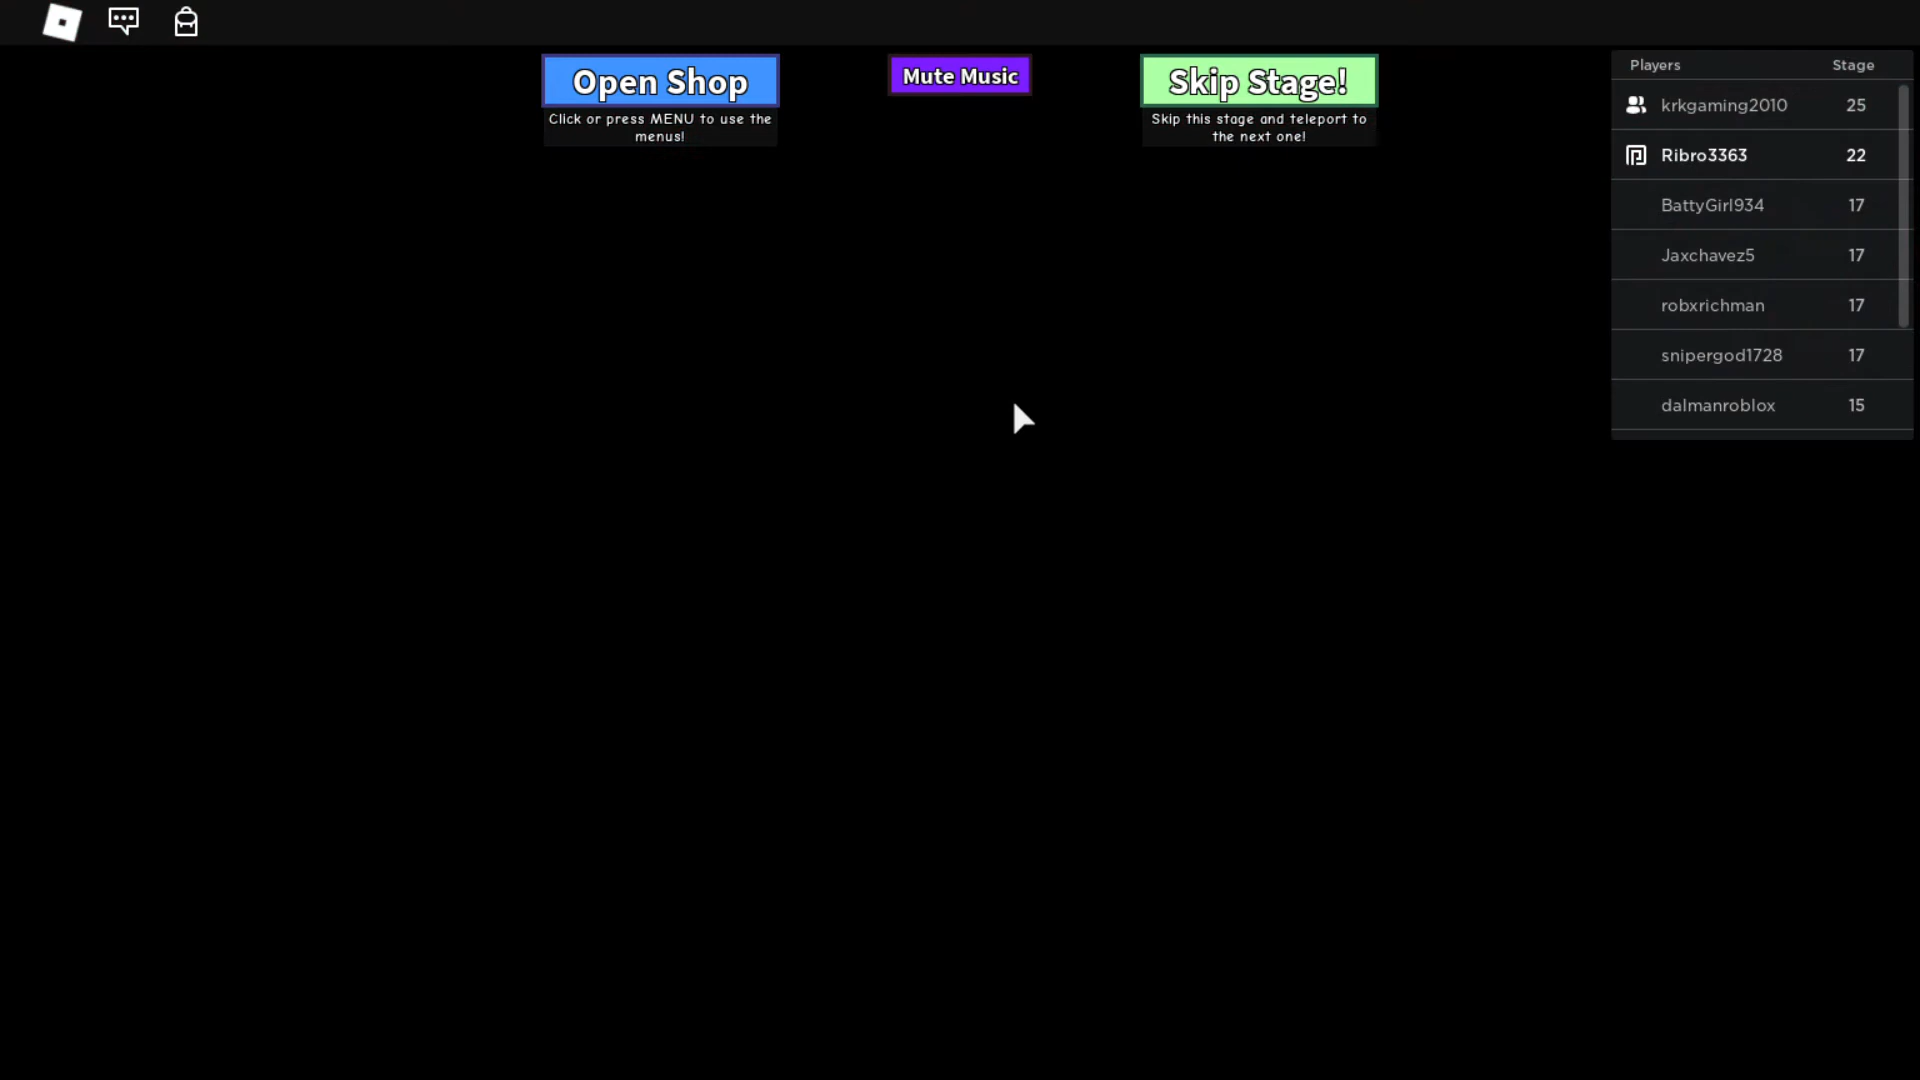 Open Shop
Click or press MENU to use the
menus!
Mute Music
Skip Stage!
Skip this stage and teleport to
the next one!
Players Stage
krkgaming2010 25
Ribro3363 22
BattyGirl934 17
Jaxchavez5 17
robxrichman 17
snipergod1728 17
dalmanroblox 15